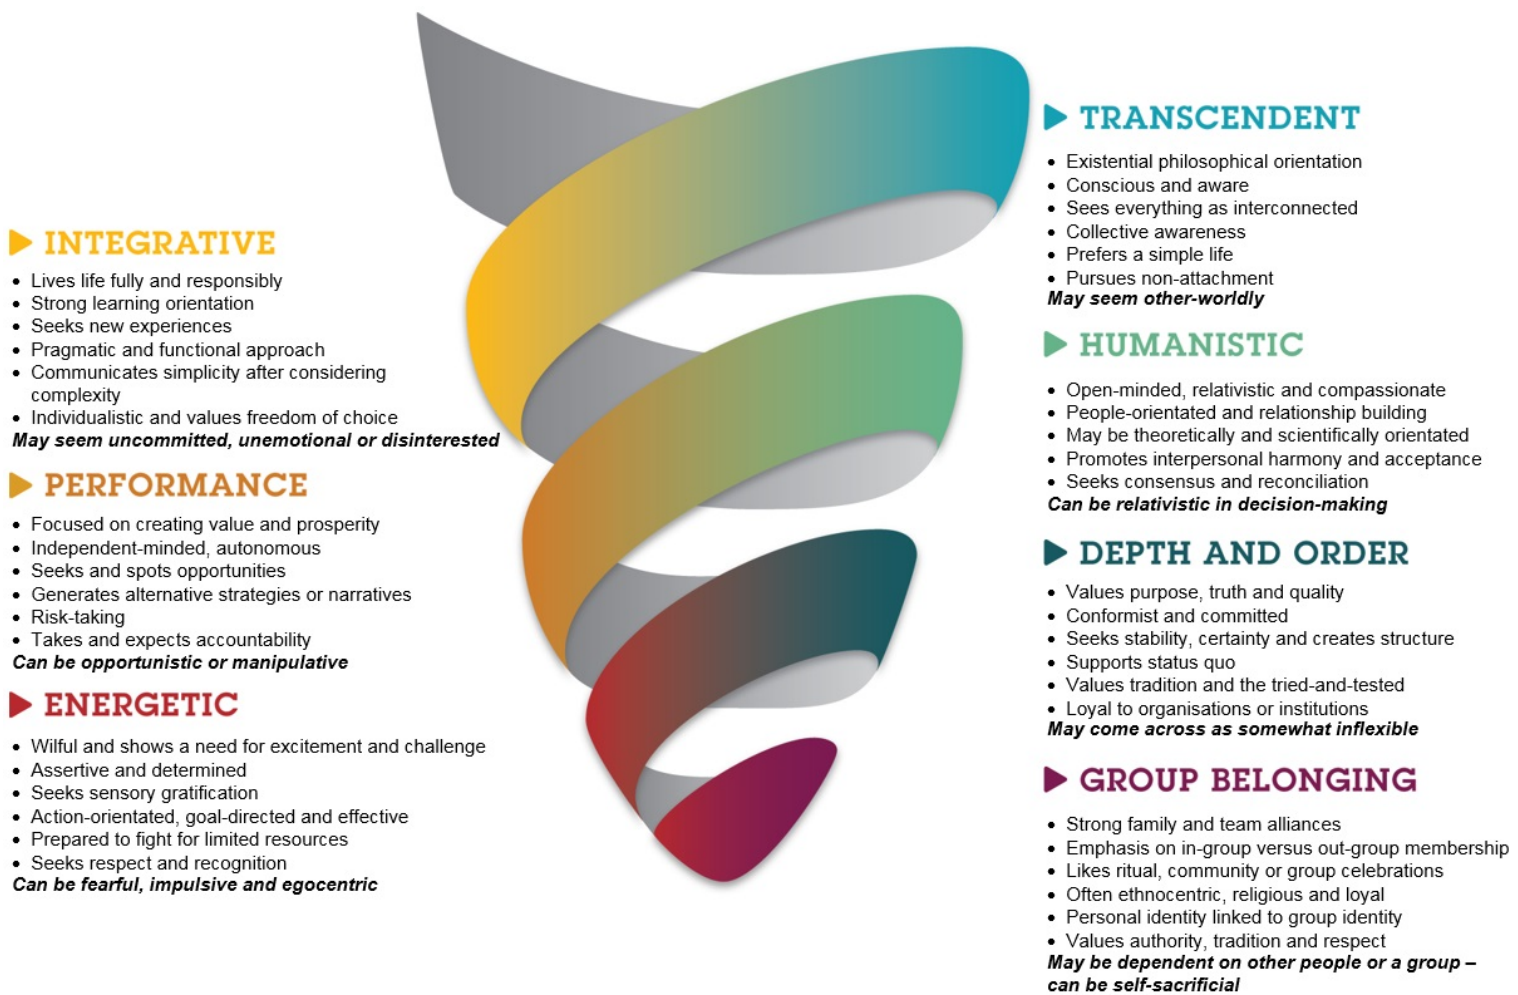 INTEGRATIVE
• Lives life fully and responsibly
• Strong learning orientation
• Seeks new experiences
• Pragmatic and functional approach
• Communicates simplicity after considering
complexity
• Individualistic and values freedom of choice
May seem uncommitted, unemotional or disinterested
PERFORMANCE
• Focused on creating value and prosperity
• Independent-minded, autonomous
• Seeks and spots opportunities
• Generates alternative strategies or narratives
• Risk-taking
• Takes and expects accountability
Can be opportunistic or manipulative
ENERGETIC
• Wilful and shows a need for excitement and challenge
• Assertive and determined
• Seeks sensory gratification
• Action-orientated, goal-directed and effective
• Prepared to fight for limited resources
• Seeks respect and recognition
Can be fearful, impulsive and egocentric
TRANSCENDENT
• Existential philosophical orientation
• Conscious and aware
• Sees everything as interconnected
• Collective awareness
• Prefers a simple life
• Pursues non-attachment
May seem other-worldly
HUMANISTIC
• Open-minded, relativistic and compassionate
• People-orientated and relationship building
• May be theoretically and scientifically orientated
• Promotes interpersonal harmony and acceptance
• Seeks consensus and reconciliation
Can be relativistic in decision-making
DEPTH AND ORDER
• Values purpose, truth and quality
• Conformist and committed
• Seeks stability, certainty and creates structure
• Supports status quo
• Values tradition and the tried-and-tested
• Loyal to organisations or institutions
May come across as somewhat inflexible
GROUP BELONGING
• Strong family and team alliances
• Emphasis on in-group versus out-group membership
• Likes ritual, community or group celebrations
• Often ethnocentric, religious and loyal
• Personal identity linked to group identity
• Values authority, tradition and respect
May be dependent on other people or a group –
can be self-sacrificial